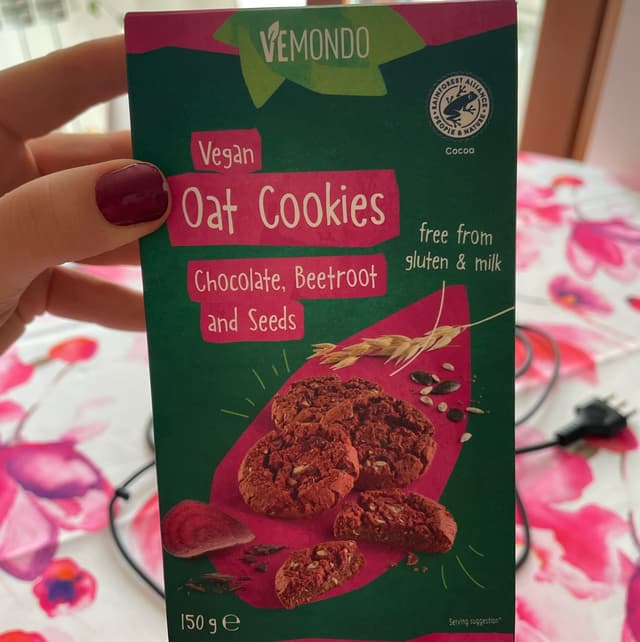 VEMONDO
RAINFOREST ALLIANCE
PEOPLE & NATURE
Cocoa
Vegan
Oat Cookies
free from
gluten & milk
Chocolate, Beetroot
and Seeds
150 g ℮
Serving suggestion*